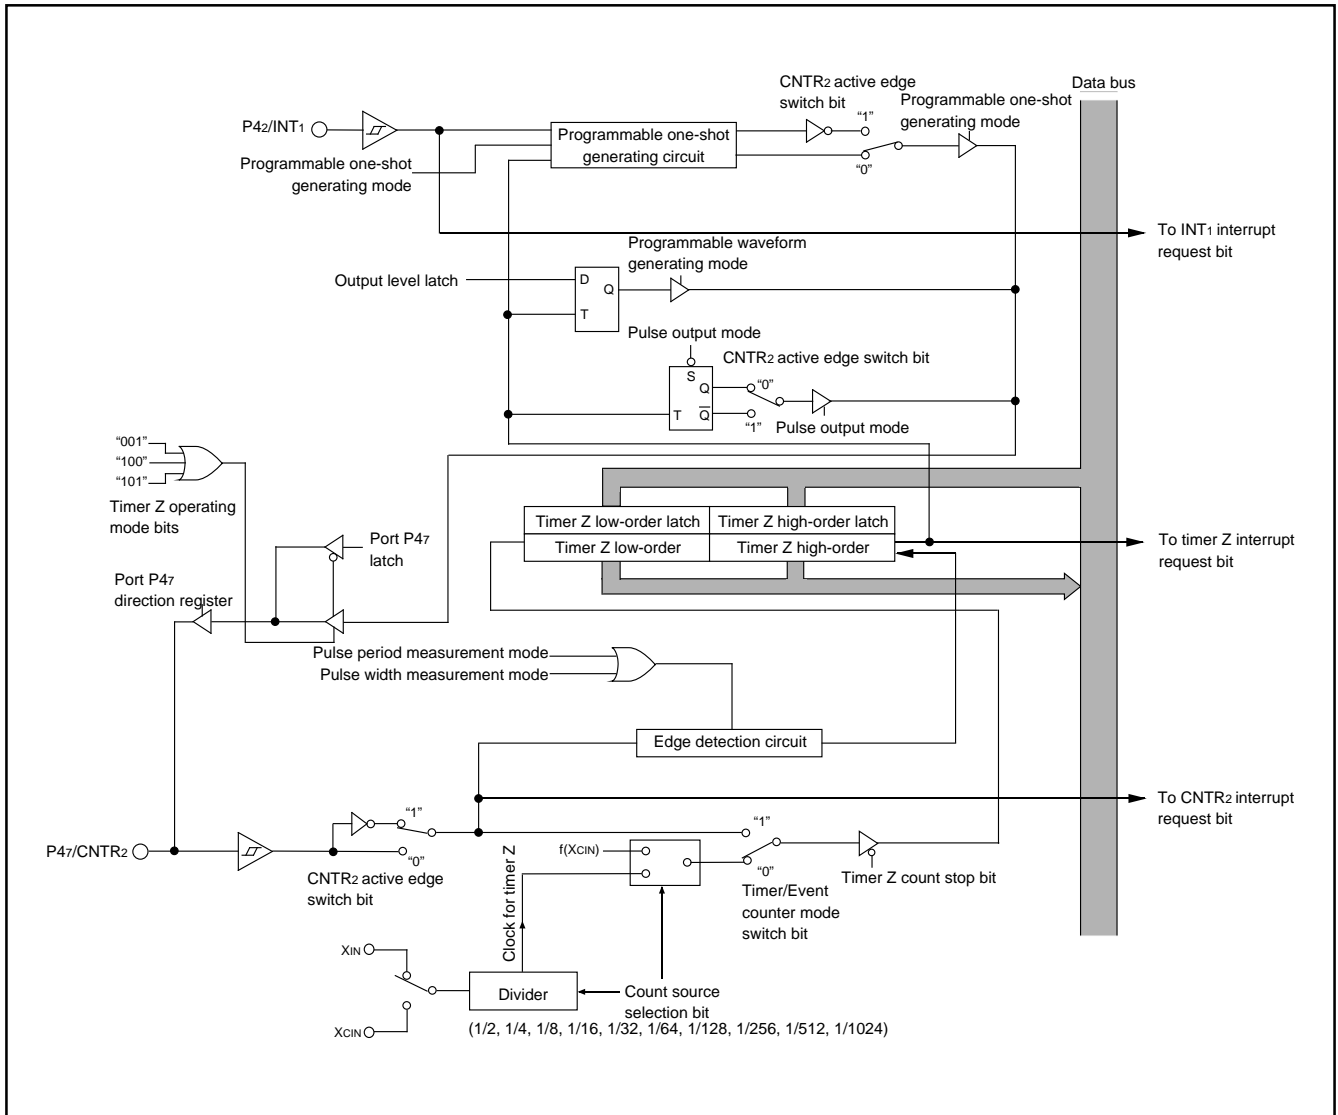 CNTR2 active edge
switch bit
Data bus
Programmable one-shot
generating mode
"1"
P42/INT1
Programmable one-shot
generating circuit
Programmable one-shot
generating mode
"0"
To INT1 interrupt
request bit
Programmable waveform
generating mode
Output level latch
D
Q
T
Pulse output mode
CNTR2 active edge switch bit
S
Q
"0"
T
Q
"1"
Pulse output mode
"001"
"100"
"101"
Timer Z operating
mode bits
Timer Z low-order latch
Timer Z high-order latch
Timer Z low-order
Timer Z high-order
To timer Z interrupt
request bit
Port P47
latch
Port P47
direction register
Pulse period measurement mode
Pulse width measurement mode
Edge detection circuit
To CNTR2 interrupt
request bit
"1"
"1"
P47/CNTR2
"0"
f(XCIN)
"0"
CNTR2 active edge
switch bit
Clock for timer Z
Timer/Event
counter mode
switch bit
Timer Z count stop bit
XIN
Divider
Count source
selection bit
XCIN
(1/2, 1/4, 1/8, 1/16, 1/32, 1/64, 1/128, 1/256, 1/512, 1/1024)